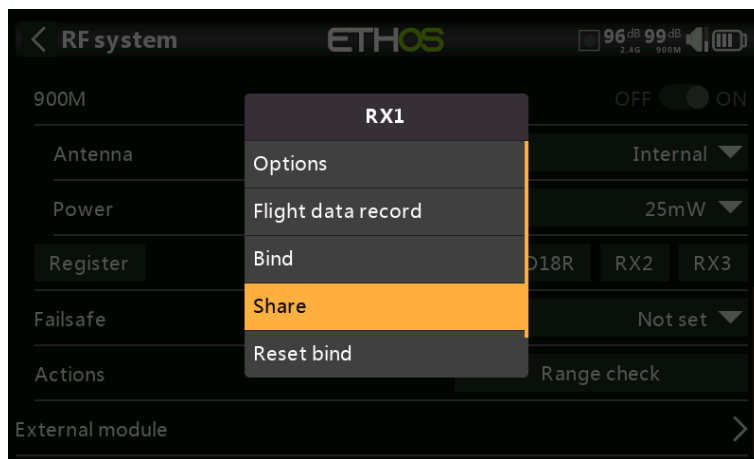 RF system
ETHOS
96dB 99dB
2.4G 900M
900M
OFF ON
RX1
Antenna
Internal
Options
Power
25mW
Flight data record
Register
Bind
D18R RX2 RX3
Failsafe
Share
Not set
Actions
Reset bind
Range check
External module